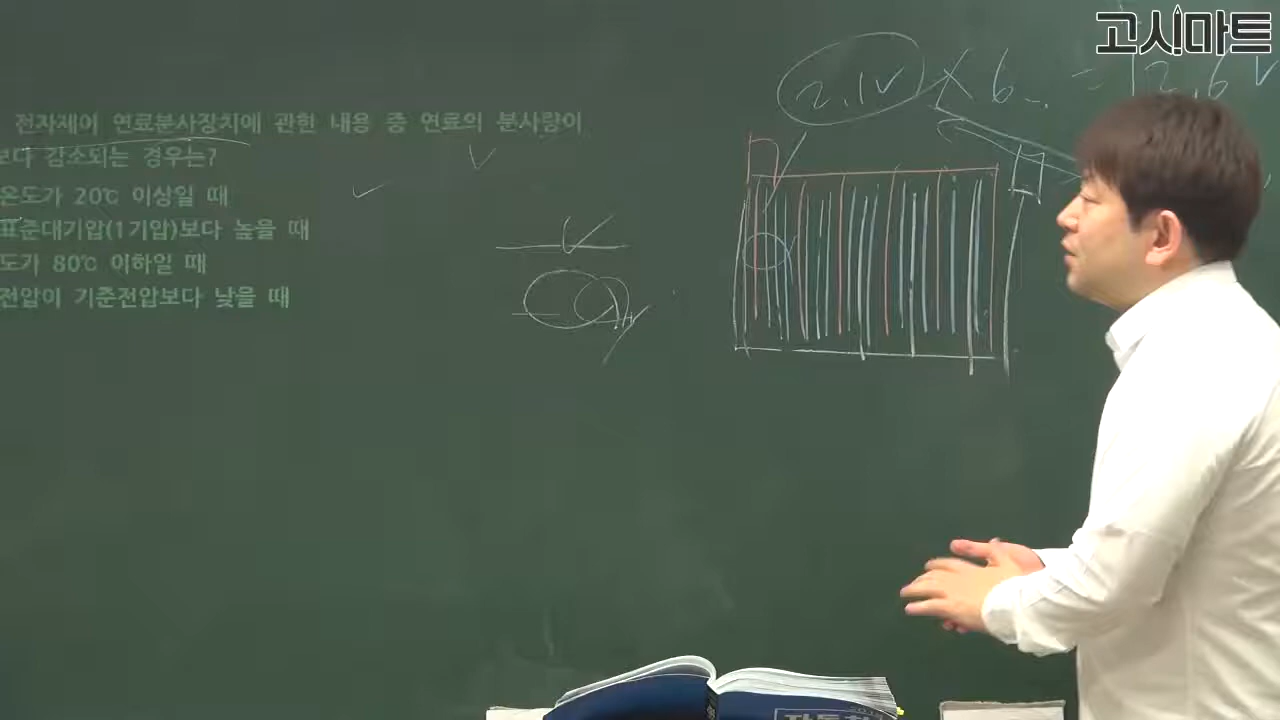 고시마트
2.1V × 6 = 12.6V
전자제어 연료분사장치에 관한 내용 중 연료의 분사량이
보다 감소되는 경우는?
온도가 20℃ 이상일 때
표준대기압(1기압)보다 높을 때
도가 80℃ 이하일 때
전압이 기준전압보다 낮을 때